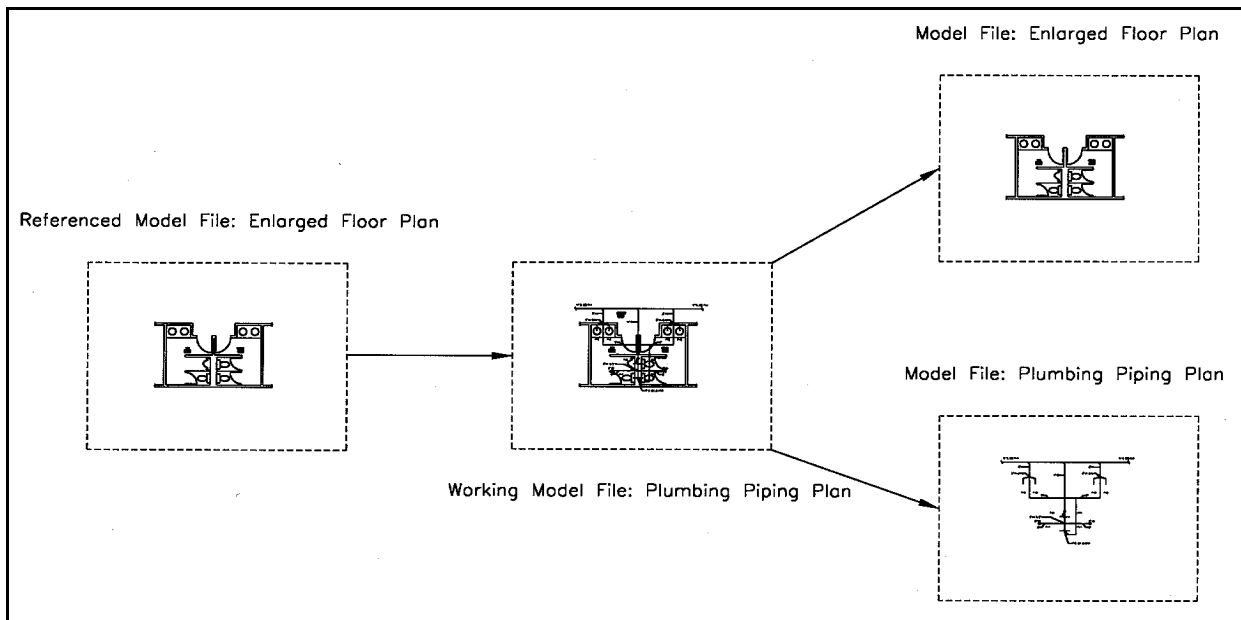 Model File: Enlarged Floor Plan
Referenced Model File: Enlarged Floor Plan
Model File: Plumbing Piping Plan
Working Model File: Plumbing Piping Plan